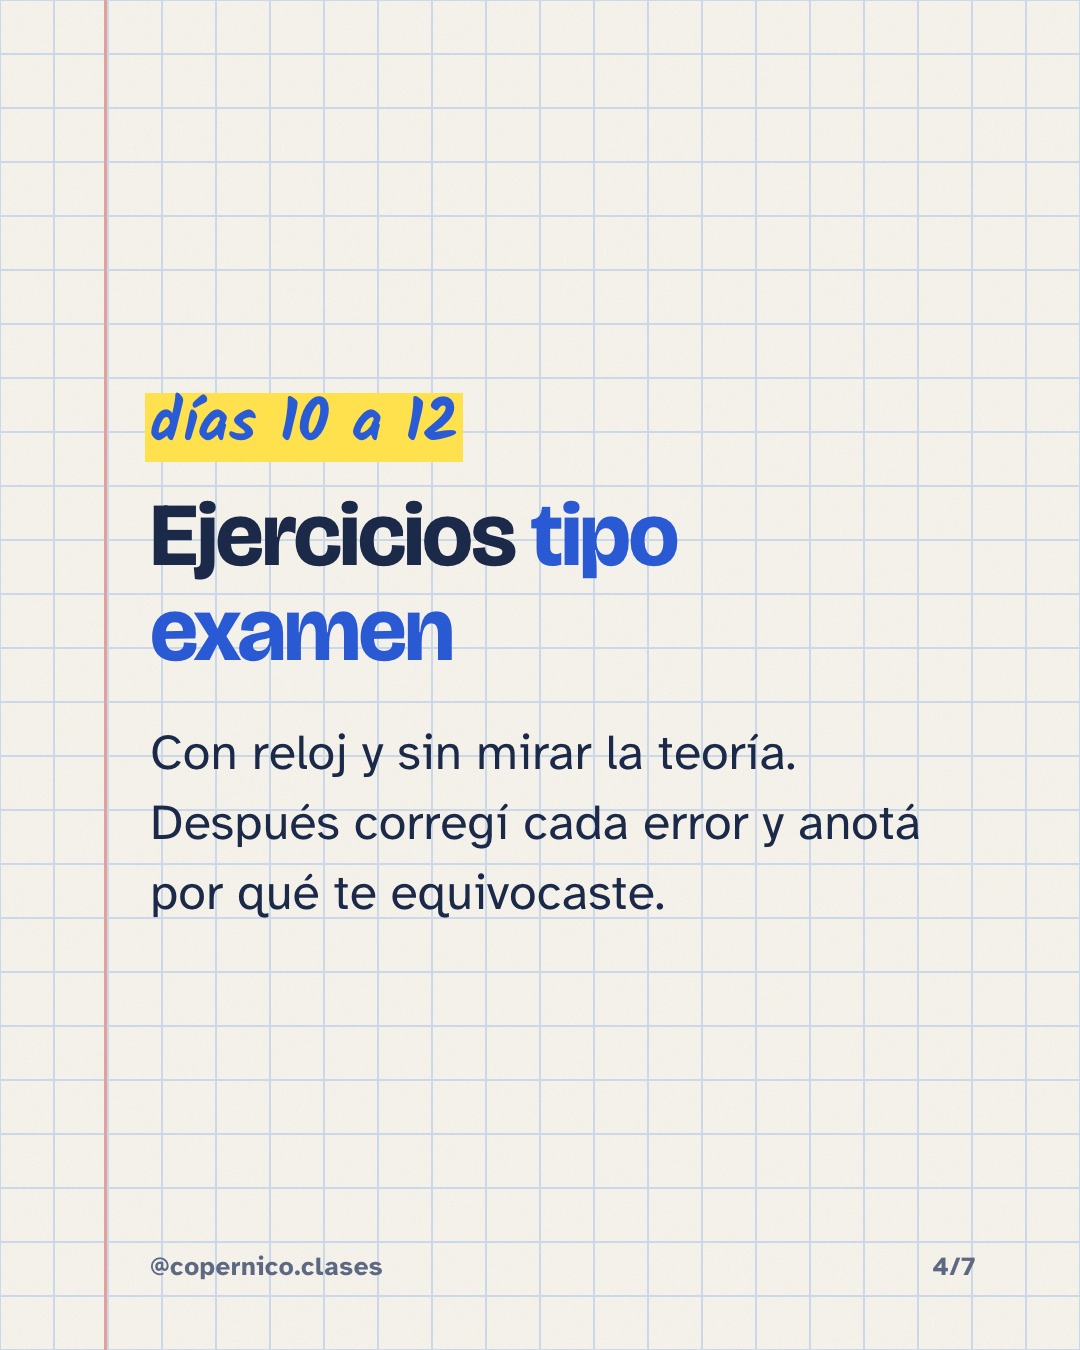 días 10 a 12
Ejercicios tipo
examen
Con reloj y sin mirar la teoría.
Después corregí cada error y anotá
por qué te equivocaste.
@copernico.clases
4/7